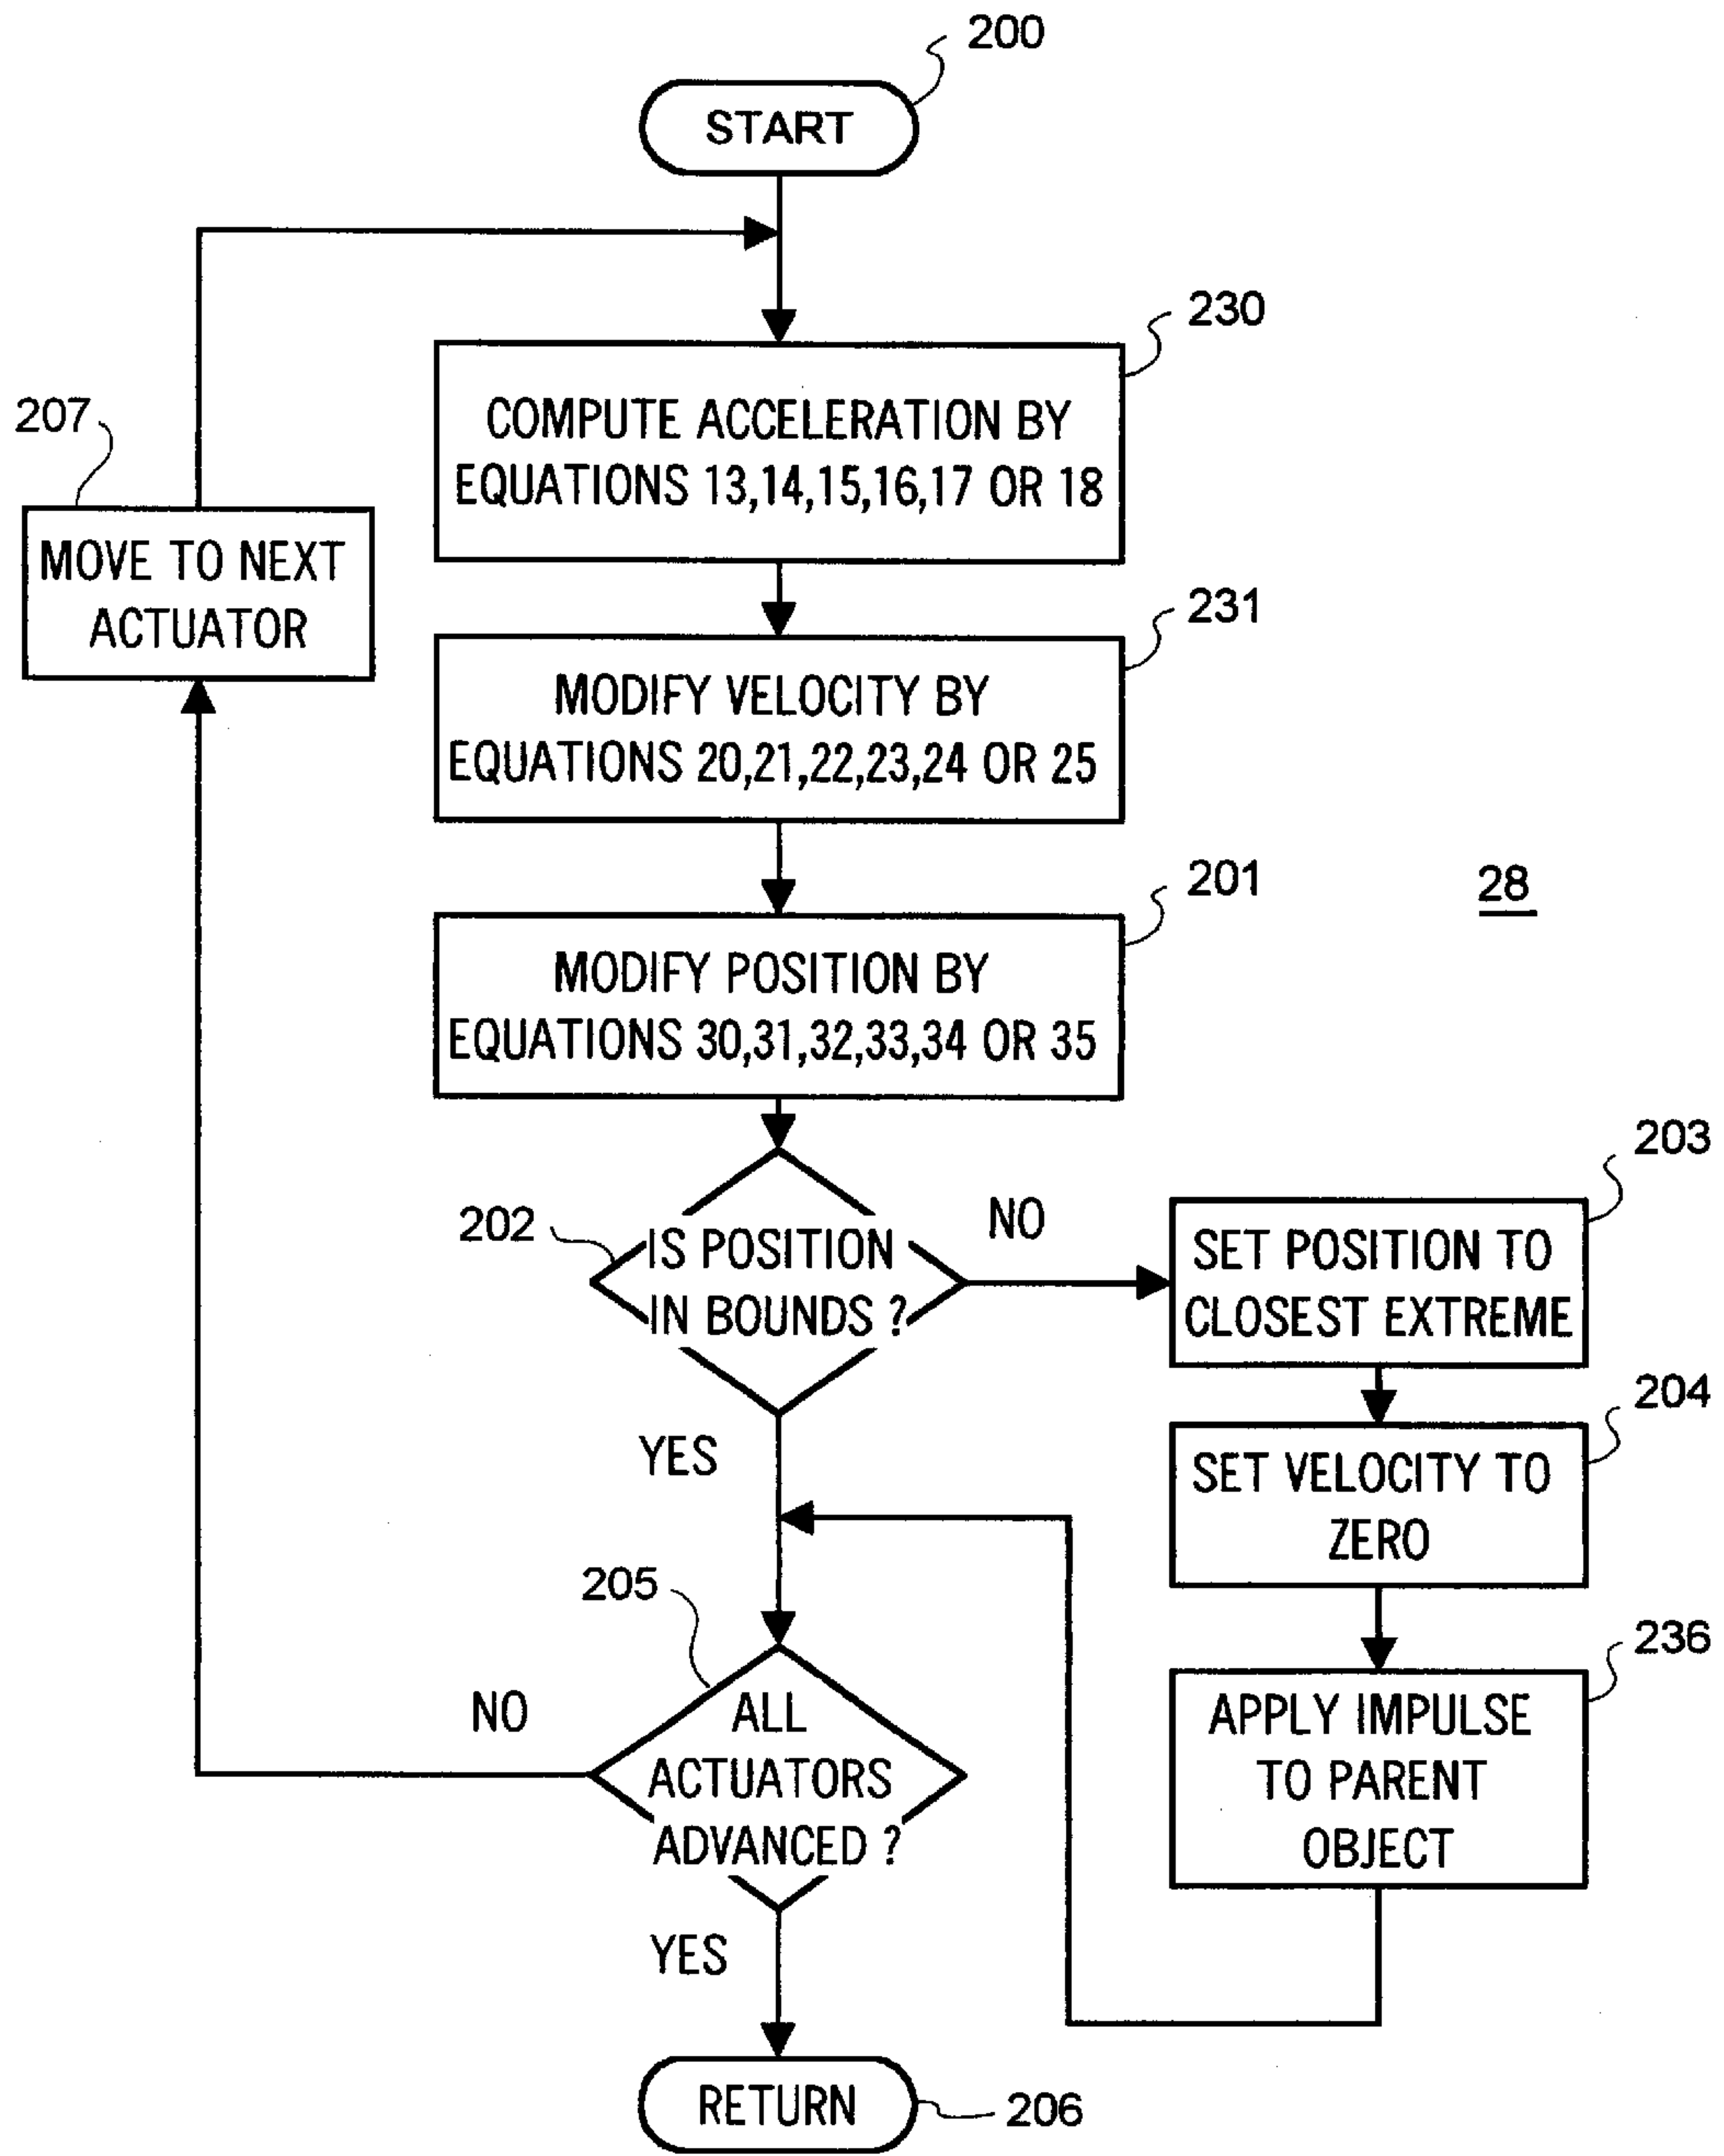 200
START
230
COMPUTE ACCELERATION BY
EQUATIONS 13,14,15,16,17 OR 18
207
MOVE TO NEXT
ACTUATOR
231
MODIFY VELOCITY BY
EQUATIONS 20,21,22,23,24 OR 25
201
28
MODIFY POSITION BY
EQUATIONS 30,31,32,33,34 OR 35
203
202
IS POSITION
IN BOUNDS ?
NO
SET POSITION TO
CLOSEST EXTREME
204
YES
SET VELOCITY TO
ZERO
205
236
NO
ALL
ACTUATORS
ADVANCED ?
APPLY IMPULSE
TO PARENT
OBJECT
YES
RETURN
206